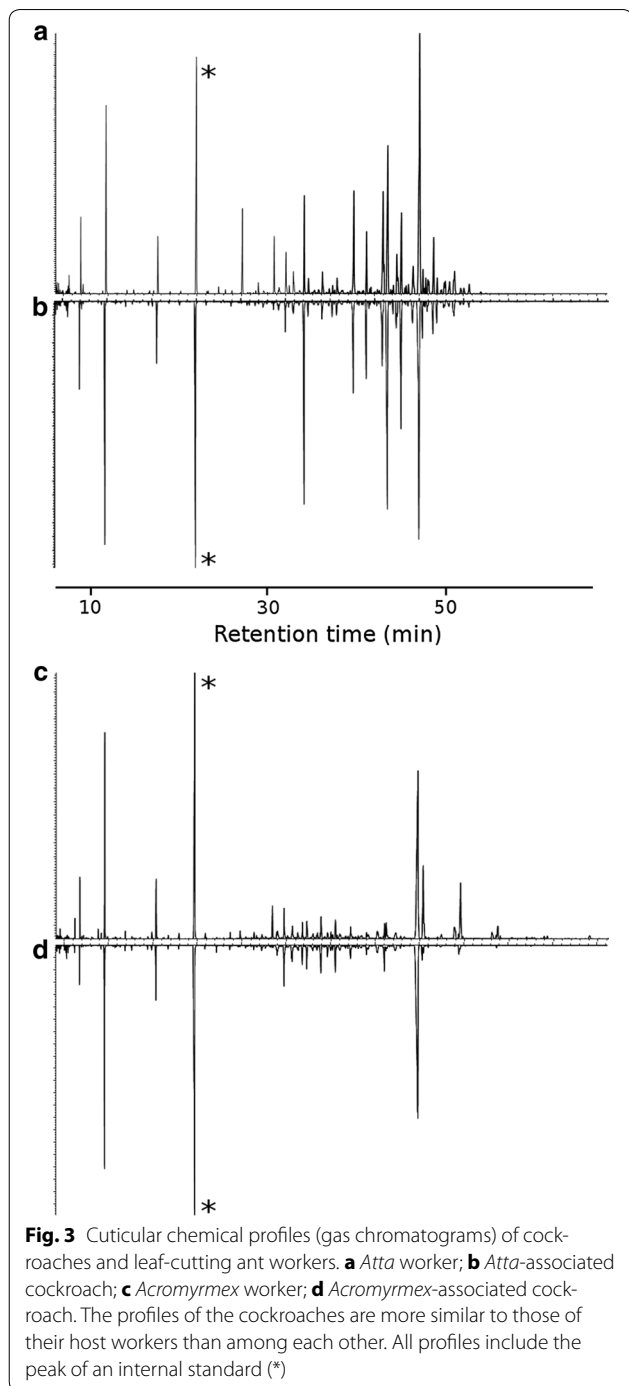 a
*
b
*
10 30 50
Retention time (min)
c
*
d
*
Fig. 3 Cuticular chemical profiles (gas chromatograms) of cock-
roaches and leaf-cutting ant workers. a Atta worker; b Atta-associated
cockroach; c Acromyrmex worker; d Acromyrmex-associated cock-
roach. The profiles of the cockroaches are more similar to those of
their host workers than among each other. All profiles include the
peak of an internal standard (*)